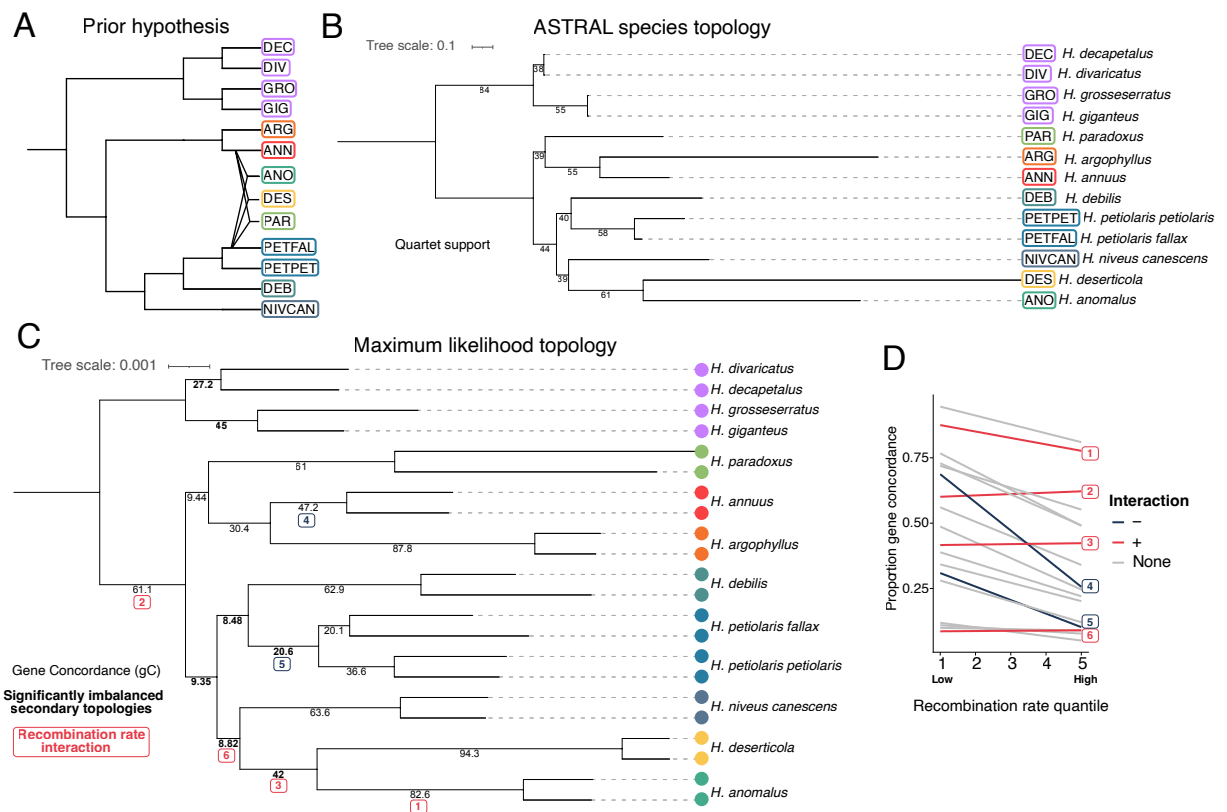 A
Prior hypothesis
DEC
DIV
GRO
GIG
ARG
ANN
ANO
DES
PAR
PETFAL
PETPET
DEB
NIVCAN
B
ASTRAL species topology
Tree scale: 0.1
38
84
55
39
55
40
58
44
39
61
Quartet support
DEC H. decapetalus
DIV H. divaricatus
GRO H. grosseserratus
GIG H. giganteus
PAR H. paradoxus
ARG H. argophyllus
ANN H. annuus
DEB H. debilis
PETPET H. petiolaris petiolaris
PETFAL H. petiolaris fallax
NIVCAN H. niveus canescens
DES H. deserticola
ANO H. anomalus
C
Maximum likelihood topology
Tree scale: 0.001
27.2
45
61
9.44
47.2
4
30.4
87.8
61.1
2
62.9
8.48
20.1
20.6
5
36.6
9.35
63.6
8.82
6
94.3
42
3
82.6
1
H. divaricatus
H. decapetalus
H. grosseserratus
H. giganteus
H. paradoxus
H. annuus
H. argophyllus
H. debilis
H. petiolaris fallax
H. petiolaris petiolaris
H. niveus canescens
H. deserticola
H. anomalus
Gene Concordance (gC)
Significantly imbalanced
secondary topologies
Recombination rate
interaction
D
Proportion gene concordance
0.75
0.50
0.25
1
2
3
4
5
6
1 2 3 4 5
Low High
Recombination rate quantile
Interaction
−
+
None